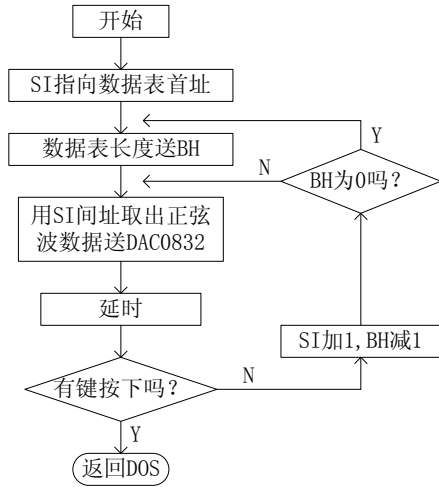 开始
SI指向数据表首址
Y
数据表长度送BH
N
BH为0吗?
用SI间址取出正弦
波数据送DAC0832
延时
SI加1,BH减1
有键按下吗?
N
Y
返回DOS